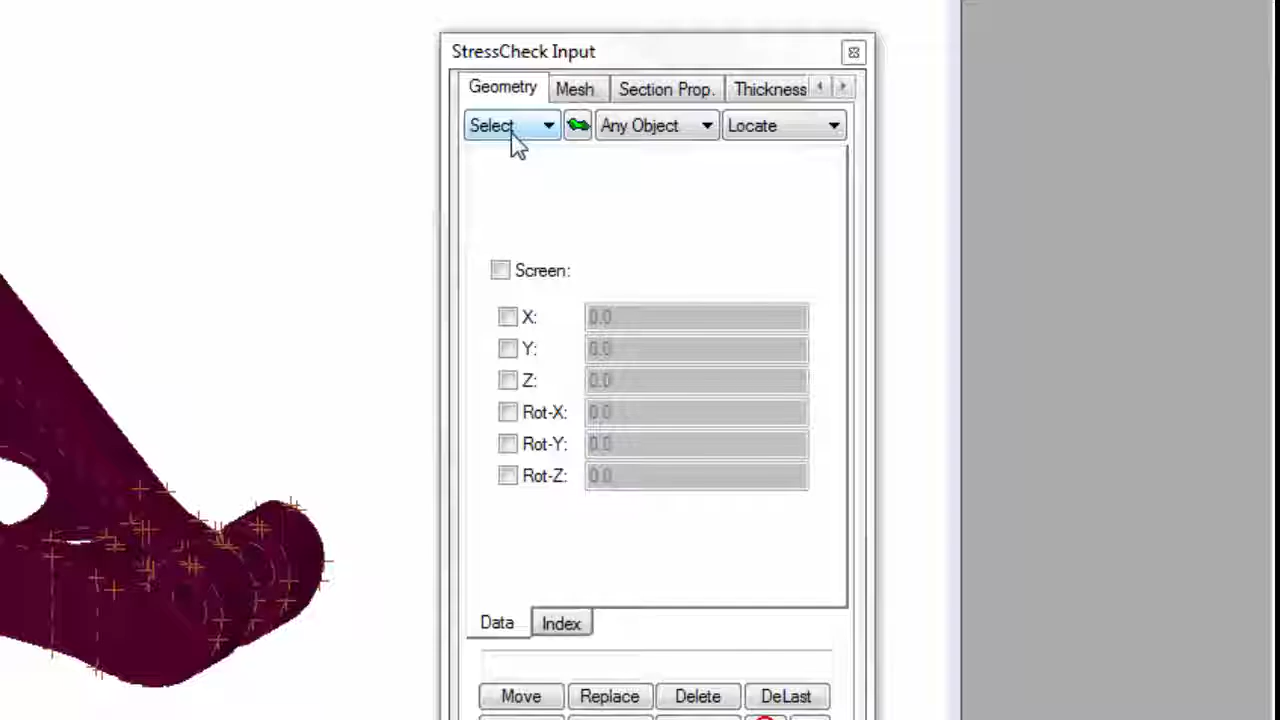 StressCheck Input
Geometry Mesh Section Prop. Thickness
Select Any Object Locate
Screen:
X: 0.0
Y: 0.0
Z: 0.0
Rot-X: 0.0
Rot-Y: 0.0
Rot-Z: 0.0
Data Index
Move Replace Delete DeLast